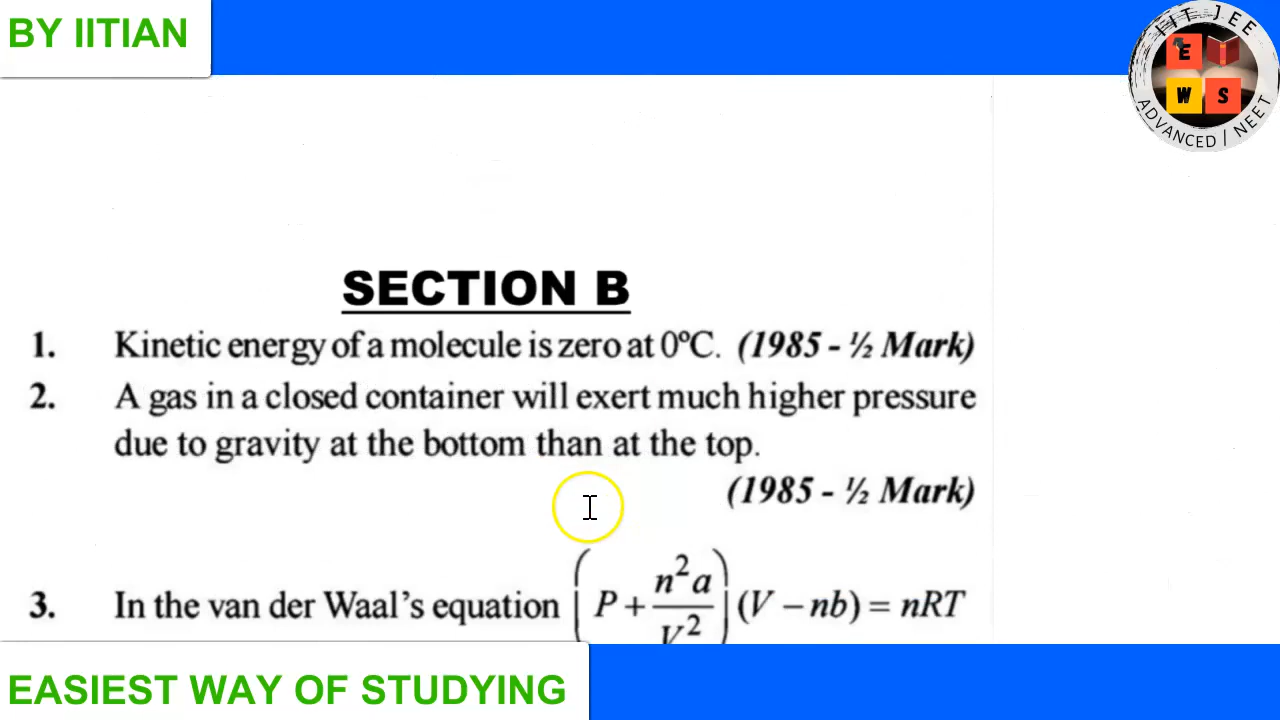 BY IITIAN
IIT JEE
E
W S
ADVANCED / NEET
SECTION B
1. Kinetic energy of a molecule is zero at 0ºC. (1985 - ½ Mark)
2. A gas in a closed container will exert much higher pressure
due to gravity at the bottom than at the top.
(1985 - ½ Mark)
3. In the van der Waal's equation (P + n²a/V²) (V – nb) = nRT
EASIEST WAY OF STUDYING